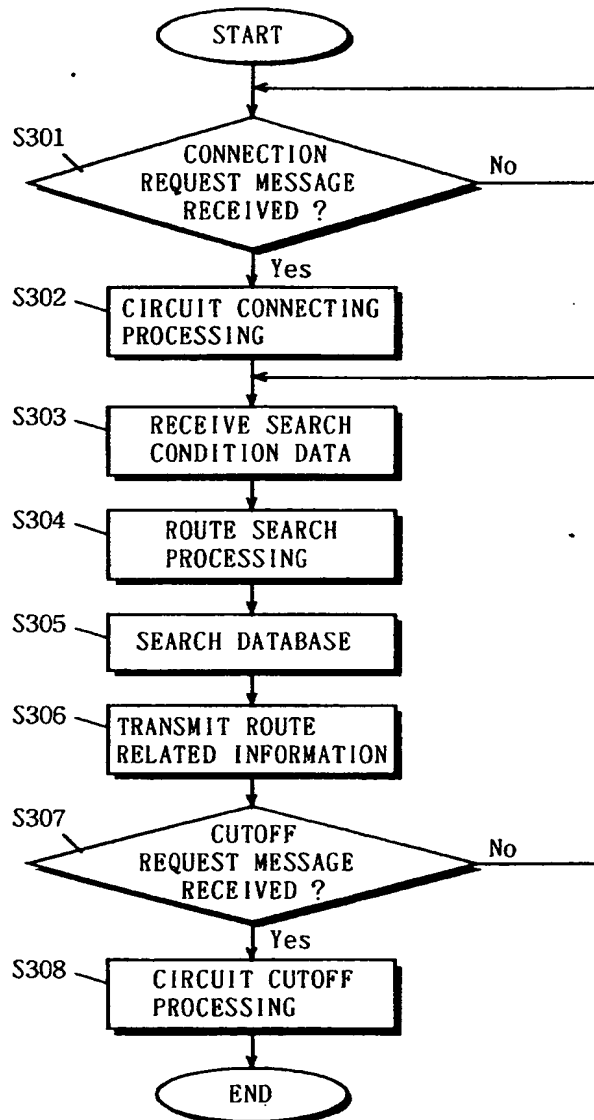 START
S301
CONNECTION
REQUEST MESSAGE
RECEIVED ?
No
Yes
S302
CIRCUIT CONNECTING
PROCESSING
S303
RECEIVE SEARCH
CONDITION DATA
S304
ROUTE SEARCH
PROCESSING
S305
SEARCH DATABASE
S306
TRANSMIT ROUTE
RELATED INFORMATION
S307
CUTOFF
REQUEST MESSAGE
RECEIVED ?
No
Yes
S308
CIRCUIT CUTOFF
PROCESSING
END